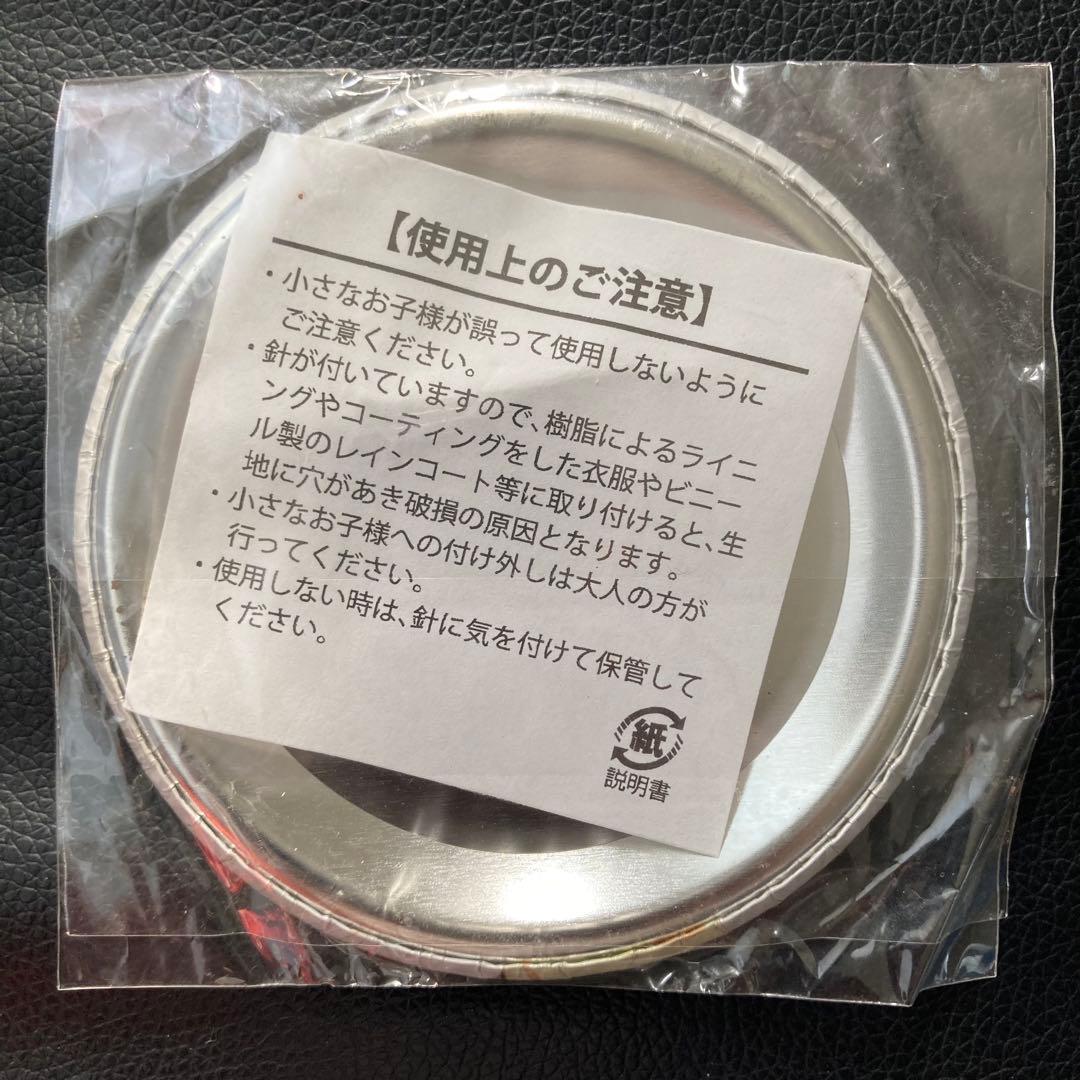 【使用上のご注意】
・小さなお子様が誤って使用しないように
ご注意ください。
・針が付いていますので、樹脂によるライニ
ングやコーティングをした衣服やビニー
ル製のレインコート等に取り付けると、生
地に穴があき破損の原因となります。
・小さなお子様への付け外しは大人の方が
行ってください。
・使用しない時は、針に気を付けて保管して
ください。
紙
説明書